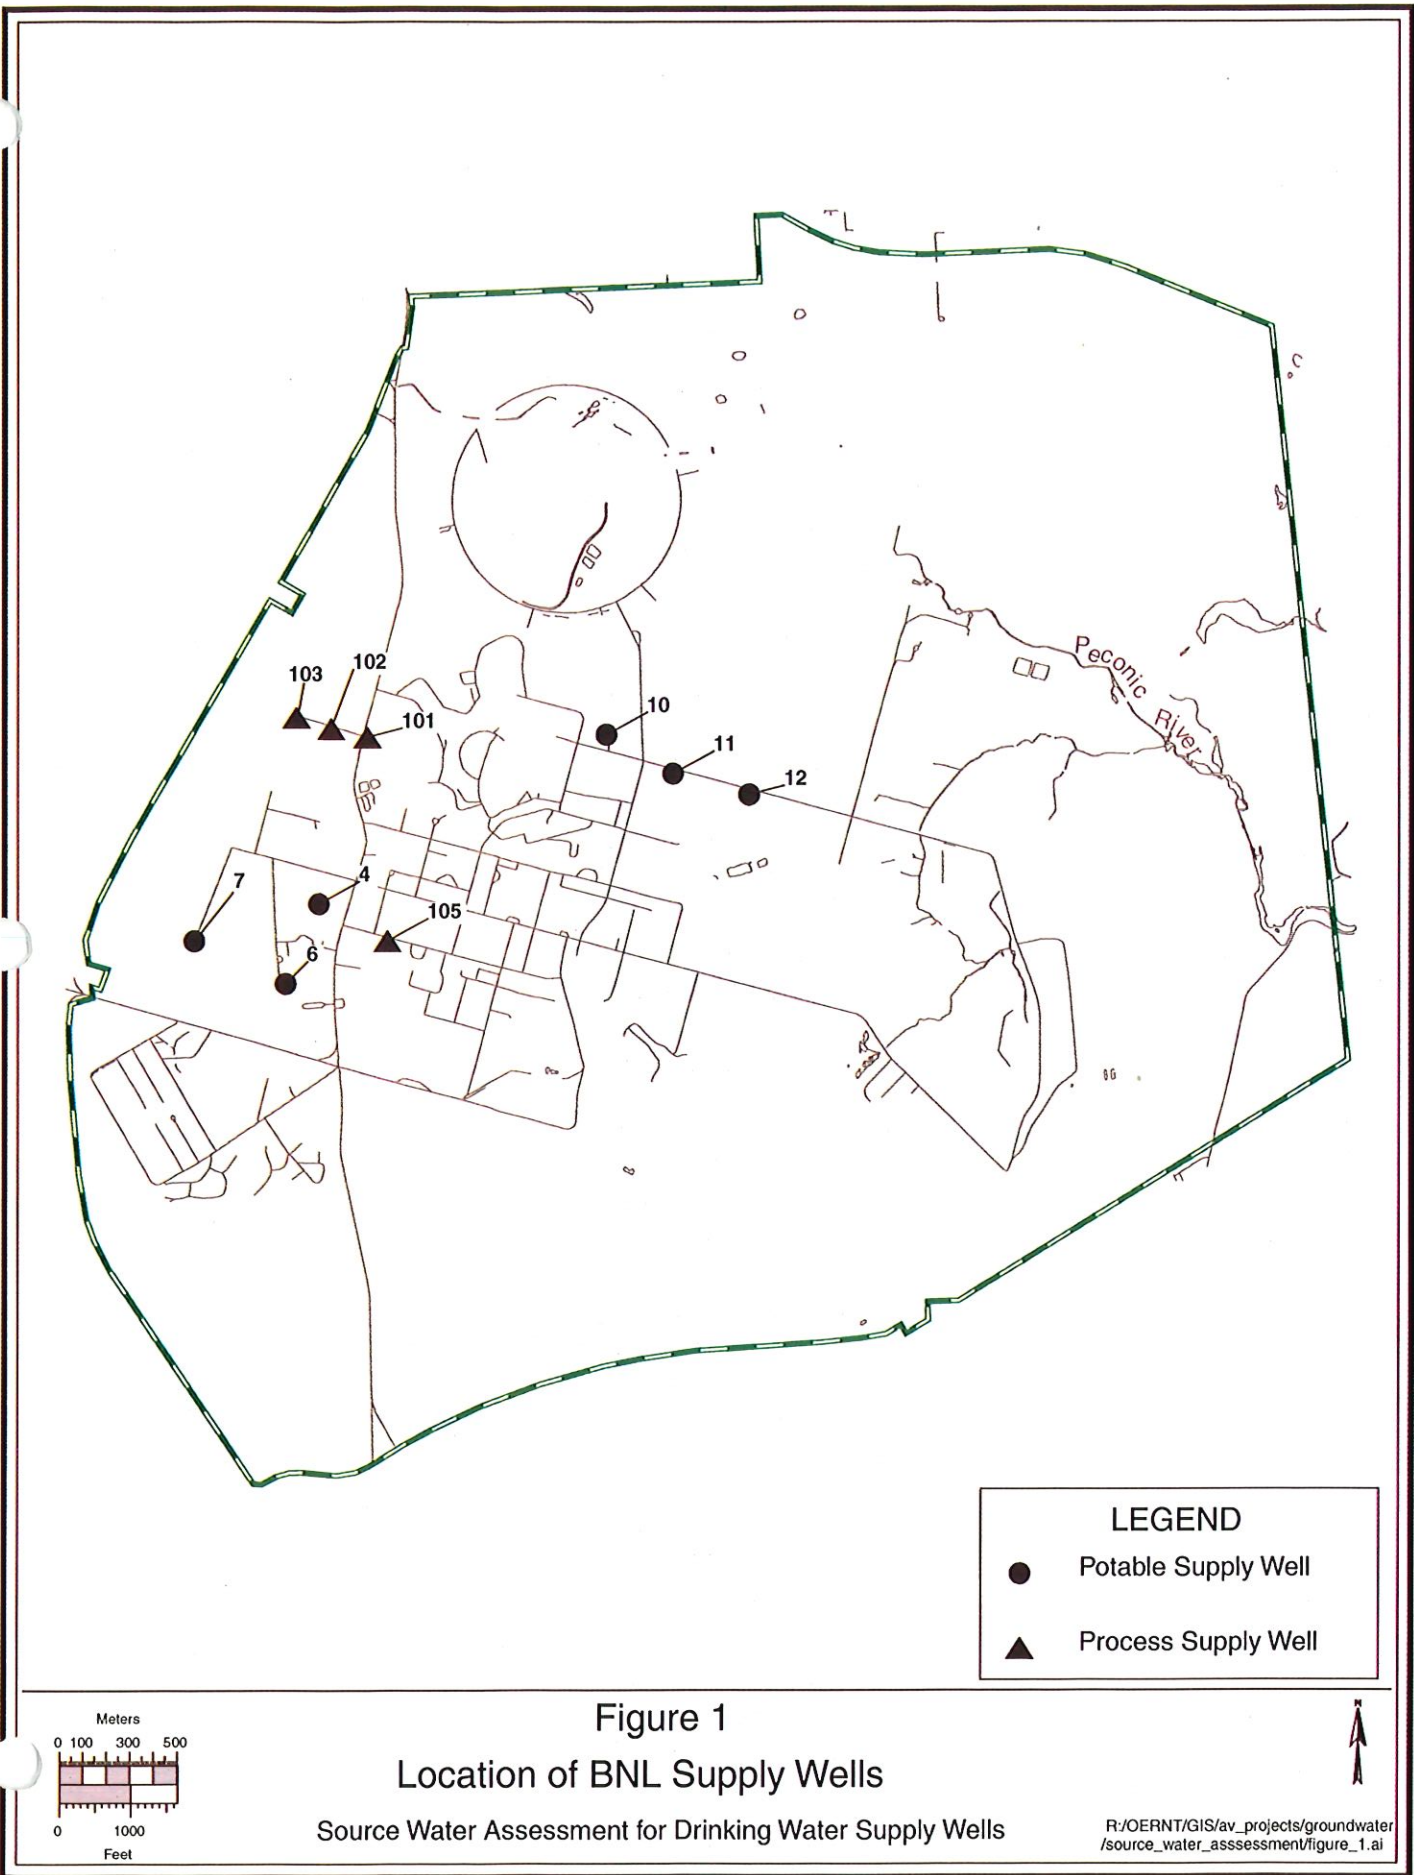 Peconic
River
103
102
101
10
11
12
7
4
105
6
LEGEND
Potable Supply Well
Process Supply Well
Figure 1
Location of BNL Supply Wells
Source Water Assessment for Drinking Water Supply Wells
Meters
0 100 300 500
0 1000
Feet
N
R:/OERNT/GIS/av_projects/groundwater
/source_water_asssessment/figure_1.ai